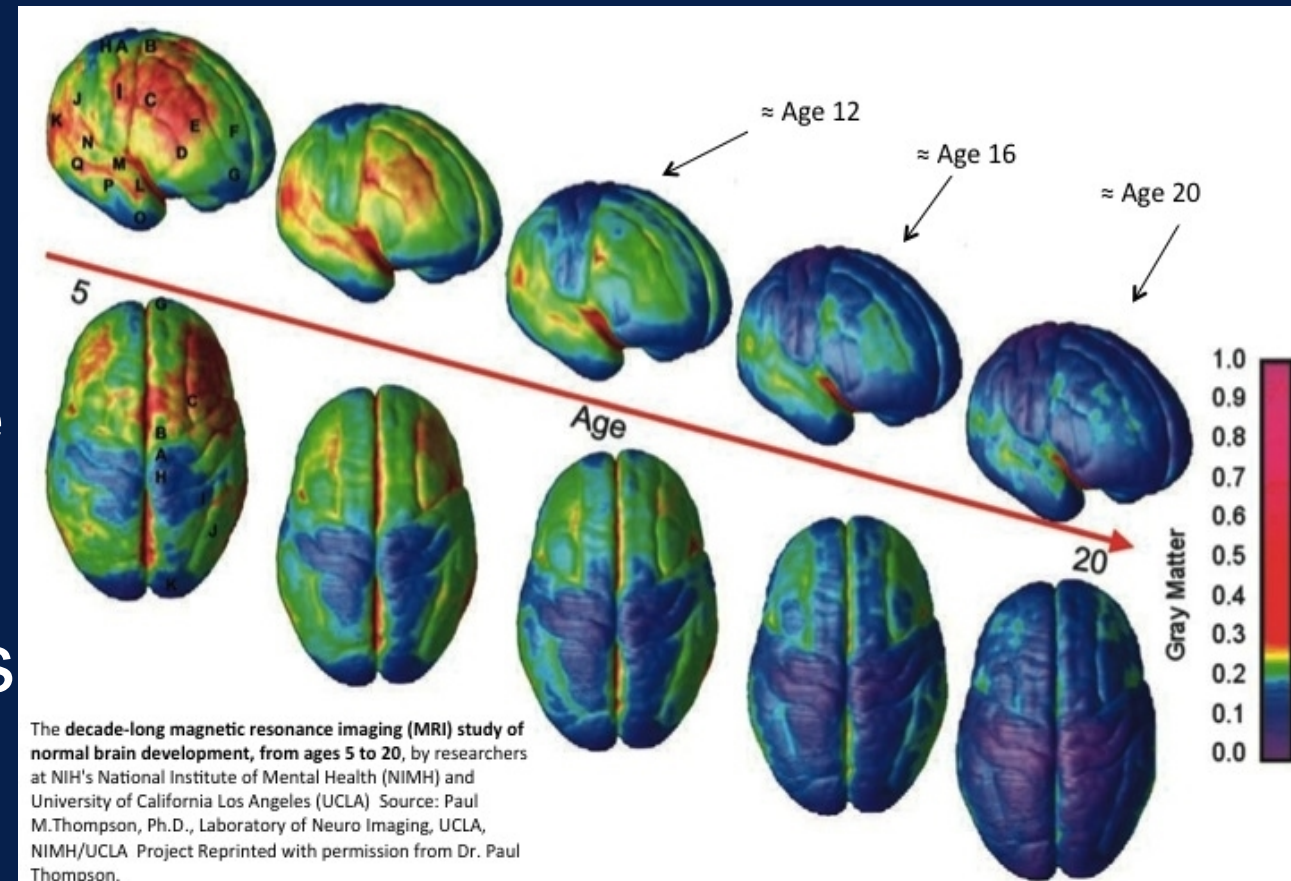 H A B
I C
J
K E F
N D
Q M G
P L
O
≈ Age 12
≈ Age 16
≈ Age 20
5
Age
20
G
C
B
A
H
I
J
K
e
s
Gray Matter
1.0
0.9
0.8
0.7
0.6
0.5
0.4
0.3
0.2
0.1
0.0
The decade-long magnetic resonance imaging (MRI) study of
normal brain development, from ages 5 to 20, by researchers
at NIH's National Institute of Mental Health (NIMH) and
University of California Los Angeles (UCLA) Source: Paul
M.Thompson, Ph.D., Laboratory of Neuro Imaging, UCLA,
NIMH/UCLA Project Reprinted with permission from Dr. Paul
Thompson.